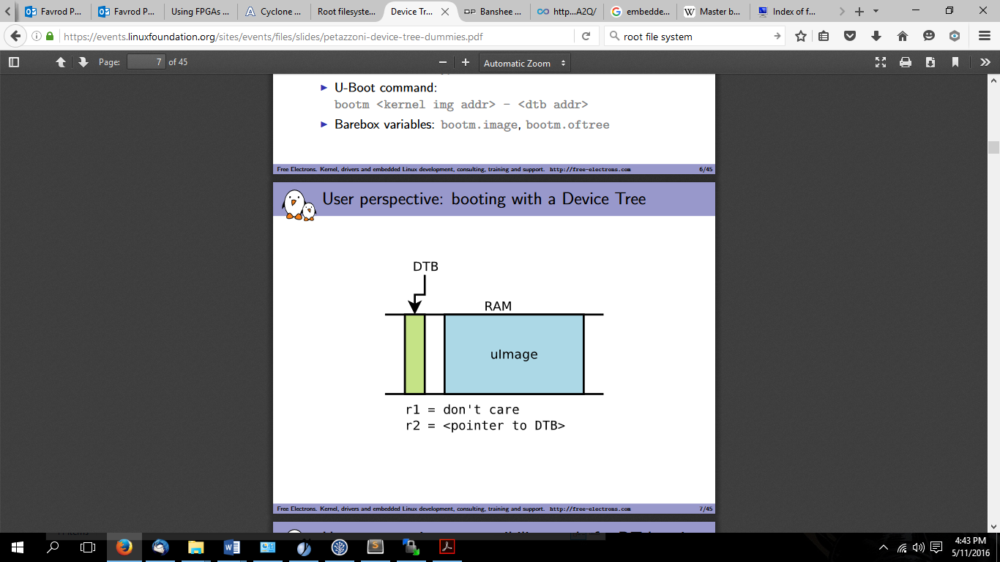 Favrod P...
Favrod P...
Using FPGAs ...
Cyclone ...
Root filesyste...
Device Tr...
Banshee ...
http...A2Q/
embedde...
Master b...
Index of f...
https://events.linuxfoundation.org/sites/events/files/slides/petazzoni-device-tree-dummies.pdf
root file system
Page: 7 of 45
Automatic Zoom
U-Boot command:
bootm <kernel img addr> - <dtb addr>
Barebox variables: bootm.image, bootm.oftree
Free Electrons. Kernel, drivers and embedded Linux development, consulting, training and support. http://free-electrons.com 6/45
User perspective: booting with a Device Tree
DTB
RAM
uImage
r1 = don't care
r2 = <pointer to DTB>
Free Electrons. Kernel, drivers and embedded Linux development, consulting, training and support. http://free-electrons.com 7/45
4:43 PM
5/11/2016